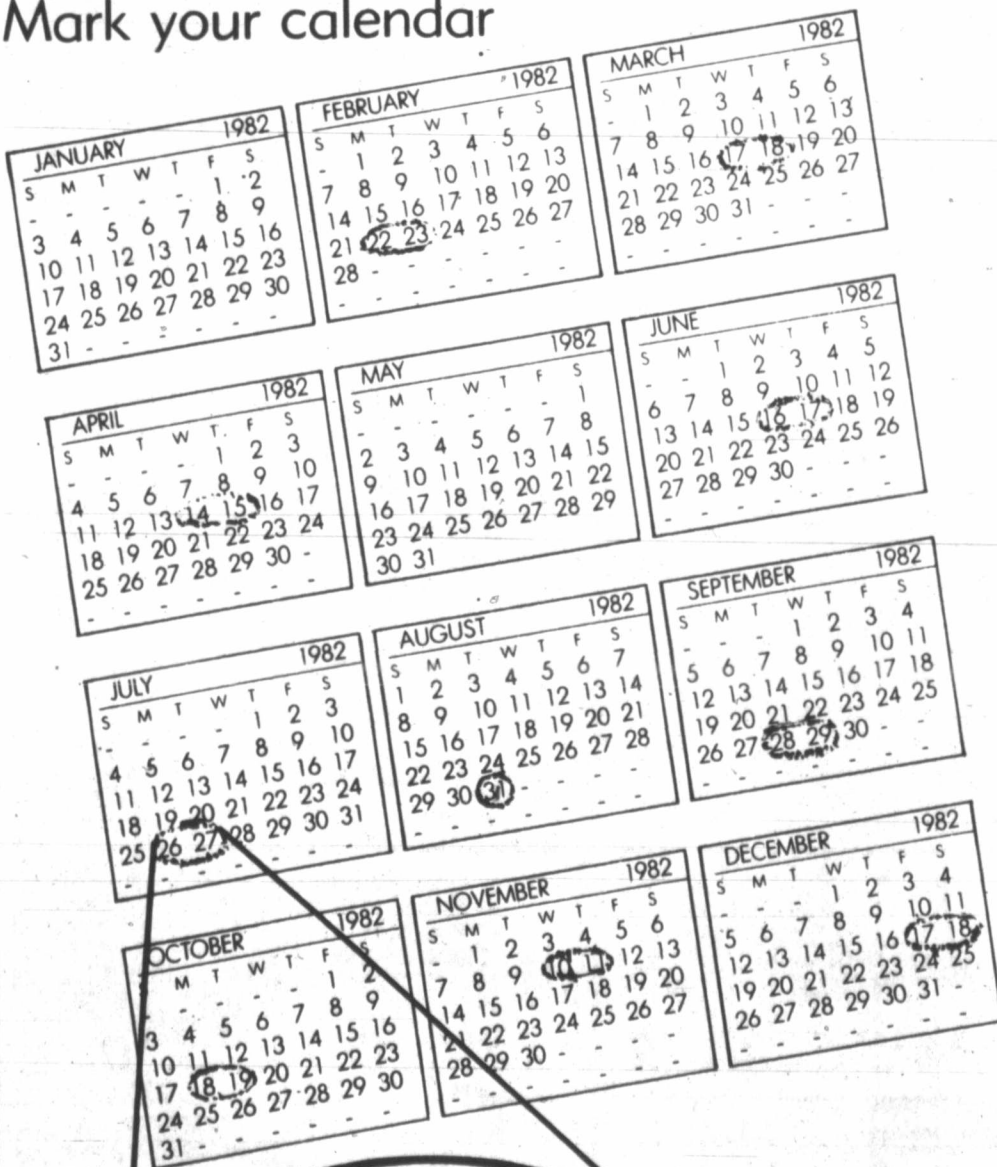 Mark your calendar
JANUARY 1982
S M T W T F S
- - - - - 1 2
3 4 5 6 7 8 9
10 11 12 13 14 15 16
17 18 19 20 21 22 23
24 25 26 27 28 29 30
31 - - - - - -
FEBRUARY 1982
S M T W T F S
- 1 2 3 4 5 6
7 8 9 10 11 12 13
14 15 16 17 18 19 20
21 22 23 24 25 26 27
28 - - - - - -
- - - - - - -
MARCH 1982
S M T W T F S
- 1 2 3 4 5 6
7 8 9 10 11 12 13
14 15 16 17 18 19 20
21 22 23 24 25 26 27
28 29 30 31 - - -
- - - - - - -
APRIL 1982
S M T W T F S
- - - - 1 2 3
4 5 6 7 8 9 10
11 12 13 14 15 16 17
18 19 20 21 22 23 24
25 26 27 28 29 30 -
- - - - - - -
MAY 1982
S M T W T F S
- - - - - - 1
2 3 4 5 6 7 8
9 10 11 12 13 14 15
16 17 18 19 20 21 22
23 24 25 26 27 28 29
30 31
JUNE 1982
S M T W T F S
- - 1 2 3 4 5
6 7 8 9 10 11 12
13 14 15 16 17 18 19
20 21 22 23 24 25 26
27 28 29 30 - - -
- - - - - - -
JULY 1982
S M T W T F S
- - - - 1 2 3
4 5 6 7 8 9 10
11 12 13 14 15 16 17
18 19 20 21 22 23 24
25 26 27 28 29 30 31
- - - - - - -
AUGUST 1982
S M T W T F S
1 2 3 4 5 6 7
8 9 10 11 12 13 14
15 16 17 18 19 20 21
22 23 24 25 26 27 28
29 30 31 - - - -
- - - - - - -
SEPTEMBER 1982
S M T W T F S
- - - 1 2 3 4
5 6 7 8 9 10 11
12 13 14 15 16 17 18
19 20 21 22 23 24 25
26 27 28 29 30 - -
- - - - - - -
OCTOBER 1982
S M T W T F S
- - - - - 1 2
3 4 5 6 7 8 9
10 11 12 13 14 15 16
17 18 19 20 21 22 23
24 25 26 27 28 29 30
31 - - - - - -
NOVEMBER 1982
S M T W T F S
- 1 2 3 4 5 6
7 8 9 10 11 12 13
14 15 16 17 18 19 20
21 22 23 24 25 26 27
28 29 30 - - - -
- - - - - - -
DECEMBER 1982
S M T W T F S
- - - 1 2 3 4
5 6 7 8 9 10 11
12 13 14 15 16 17 18
19 20 21 22 23 24 25
26 27 28 29 30 31 -
- - - - - - -